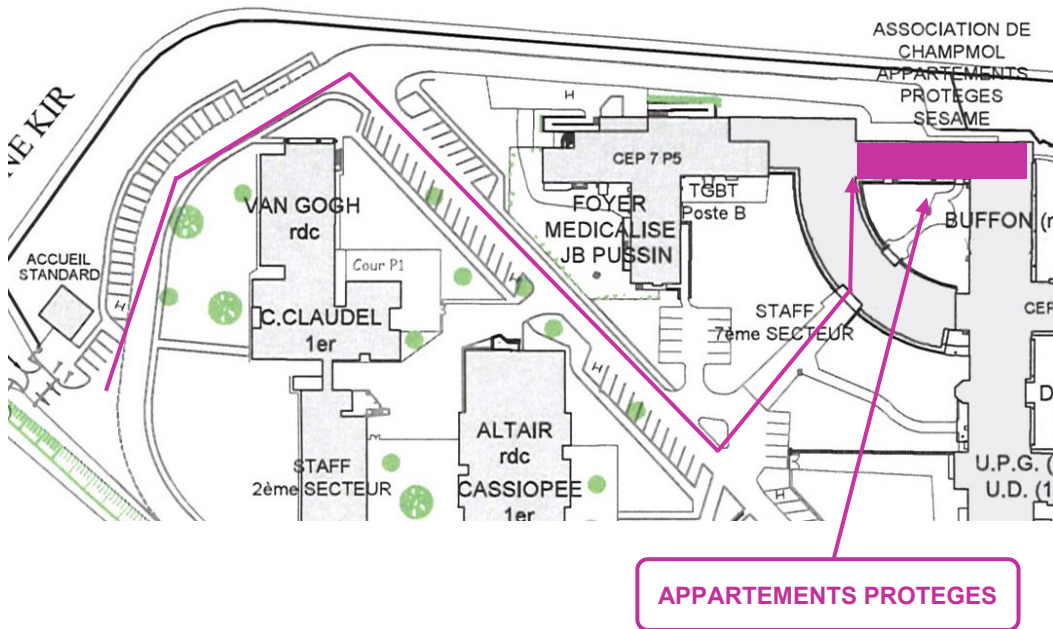 ASSOCIATION DE
CHAMPMOL
APPARTEMENTS
PROTEGES
SESAME
NE KIR
H
CEP 7 P5
TGBT
Poste B
FOYER
MEDICALISE
JB PUSSIN
VAN GOGH
rdc
BUFFON (r
ACCUEIL
STANDARD
Cour P1
H
H
C.CLAUDEL
1er
STAFF
7ème SECTEUR
CEP
H
D
ALTAIR
rdc
STAFF
2ème SECTEUR
CASSIOPEE
1er
U.P.G. (
U.D. (1
H
APPARTEMENTS PROTEGES